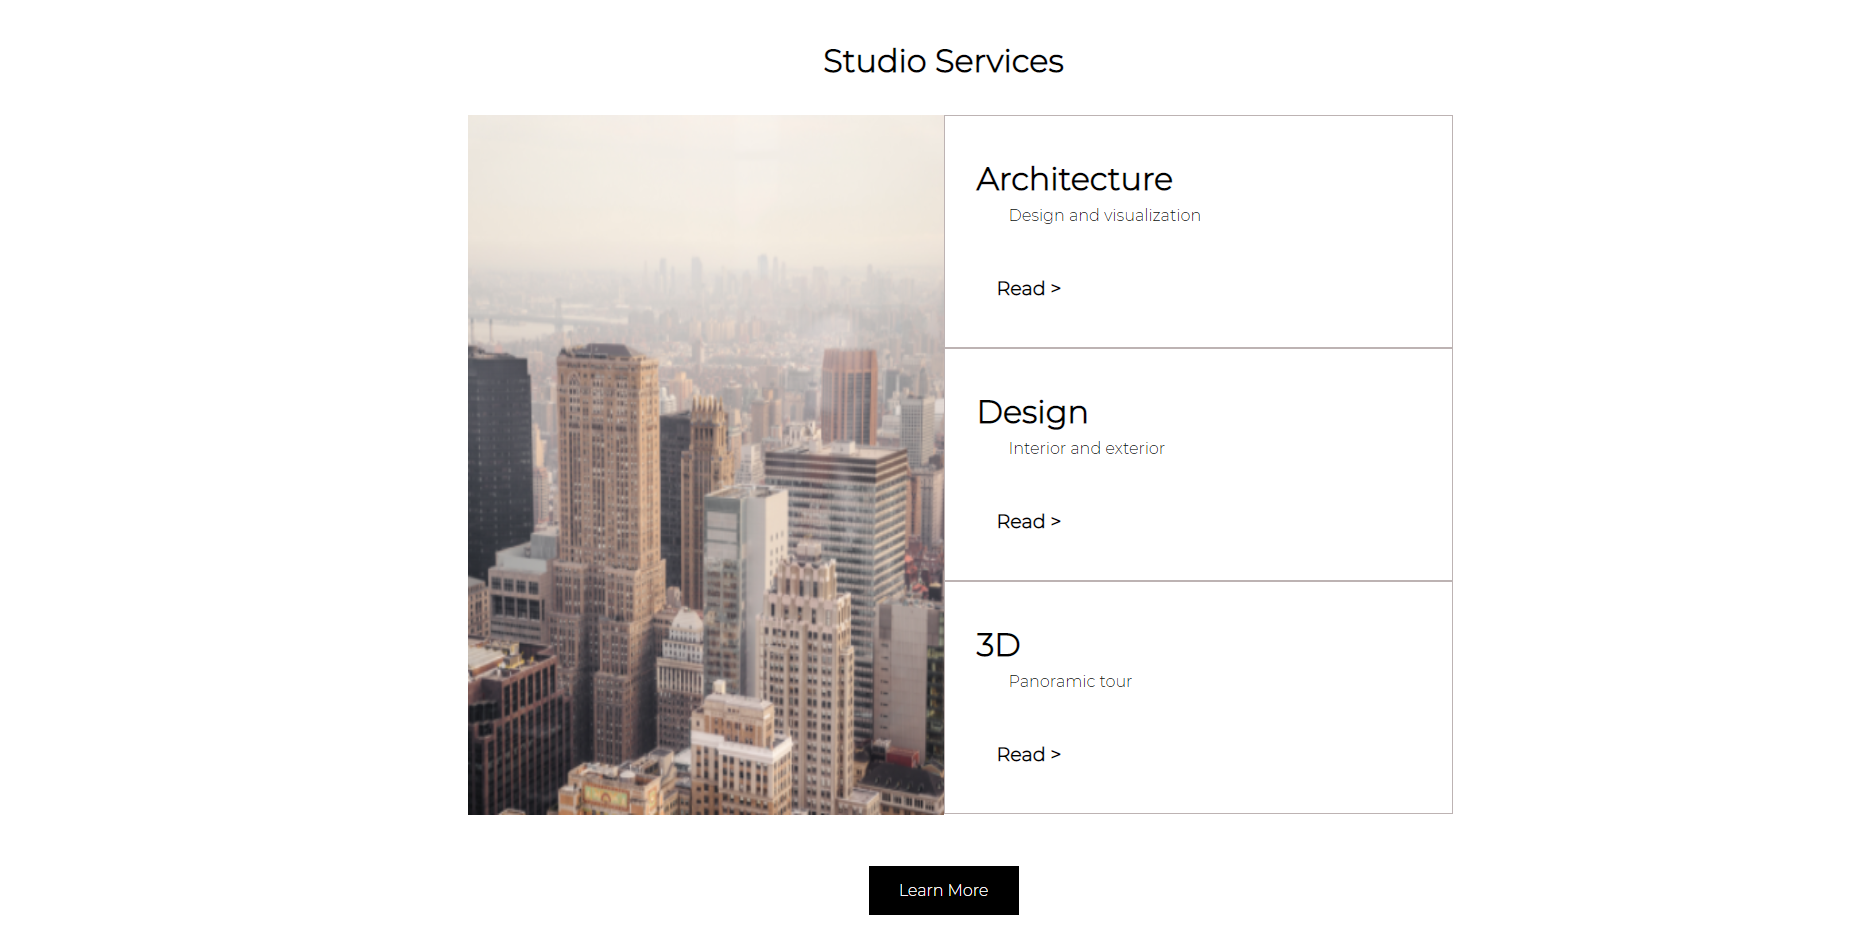 Studio Services
Architecture
Design and visualization
Read >
Design
Interior and exterior
Read >
3D
Panoramic tour
Read >
Learn More